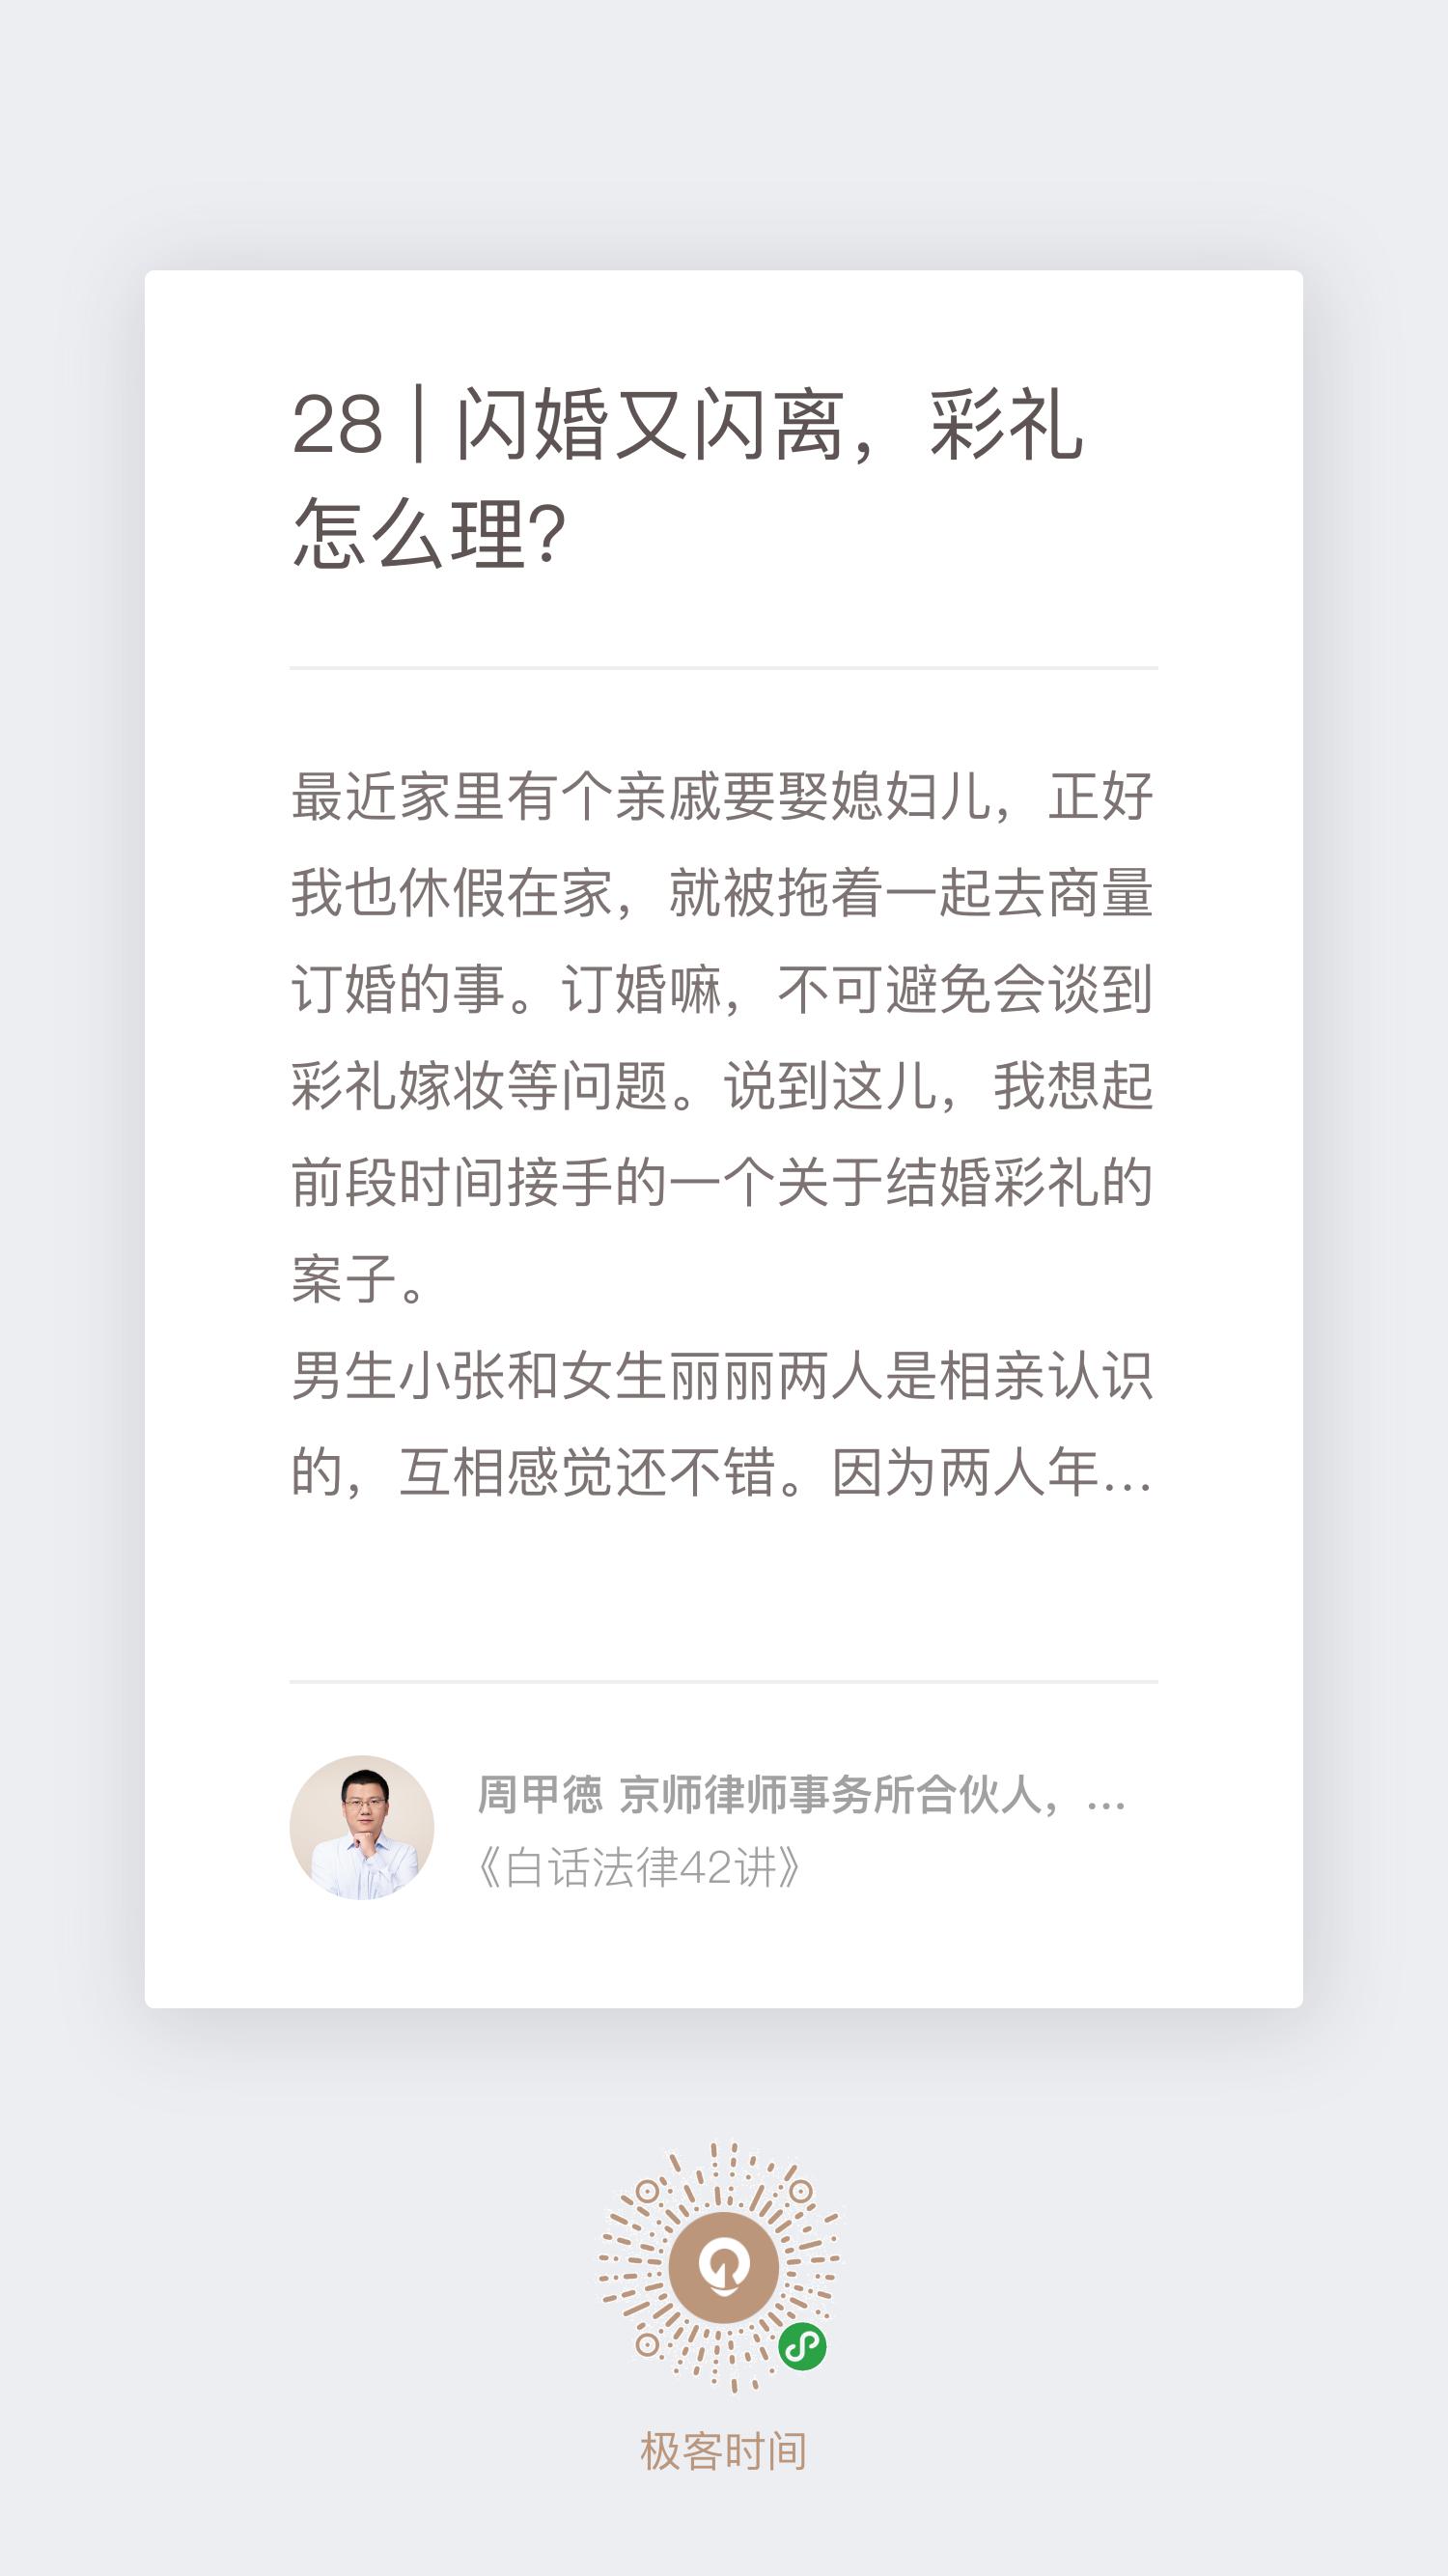 28 | 闪婚又闪离，彩礼
怎么理？
最近家里有个亲戚要娶媳妇儿，正好
我也休假在家，就被拖着一起去商量
订婚的事。订婚嘛，不可避免会谈到
彩礼嫁妆等问题。说到这儿，我想起
前段时间接手的一个关于结婚彩礼的
案子。
男生小张和女生丽丽两人是相亲认识
的，互相感觉还不错。因为两人年...
周甲德 京师律师事务所合伙人，...
《白话法律42讲》
极客时间